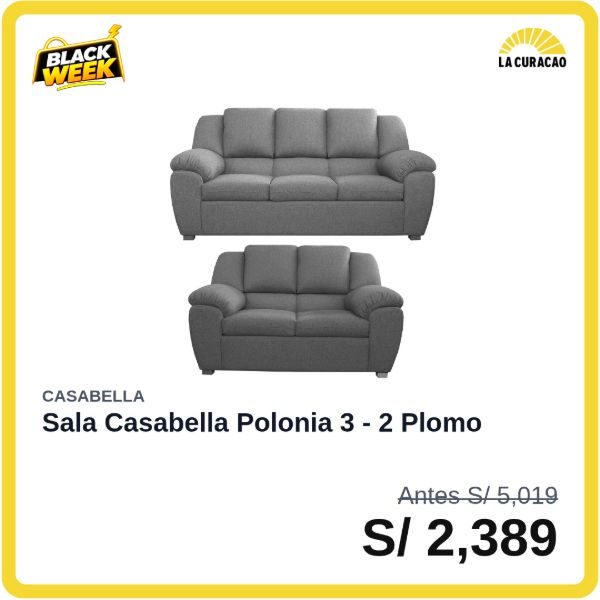 BLACK
WEEK
LA CURACAO
CASABELLA
Sala Casabella Polonia 3 - 2 Plomo
Antes S/ 5,019
S/ 2,389